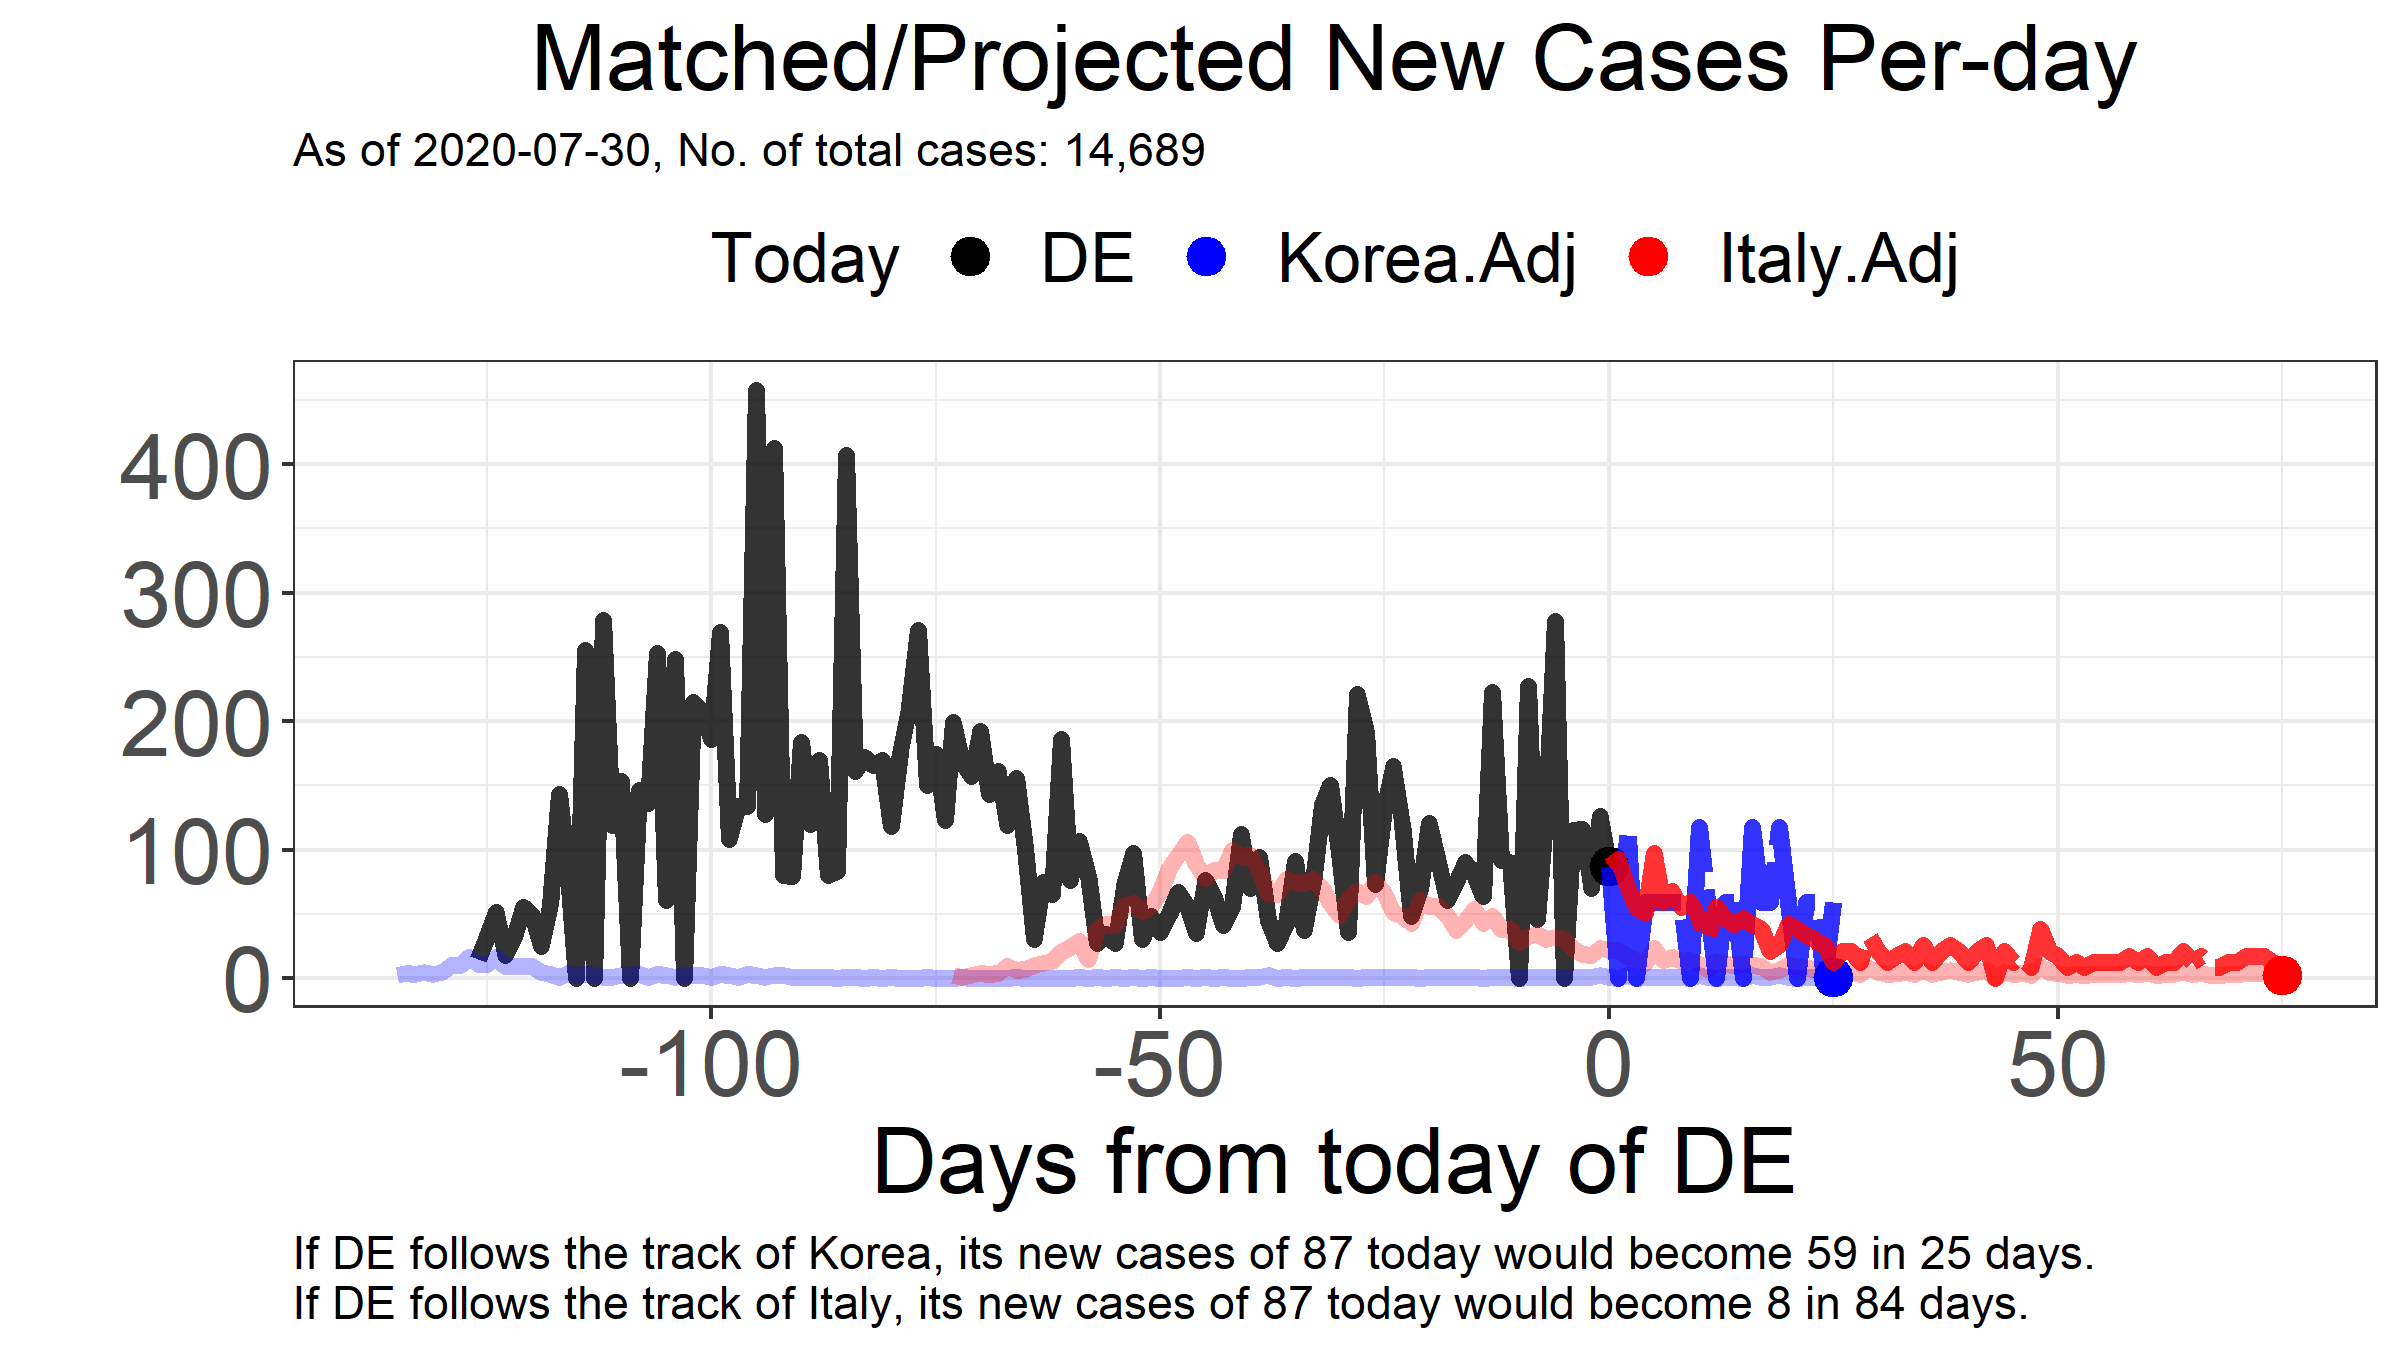 Matched/Projected New Cases Per-day
As of 2020-07-30, No. of total cases: 14,689
Today DE Korea.Adj Italy.Adj
400
300
200
100
0
-100 -50 0 50
Days from today of DE
If DE follows the track of Korea, its new cases of 87 today would become 59 in 25 days.
If DE follows the track of Italy, its new cases of 87 today would become 8 in 84 days.